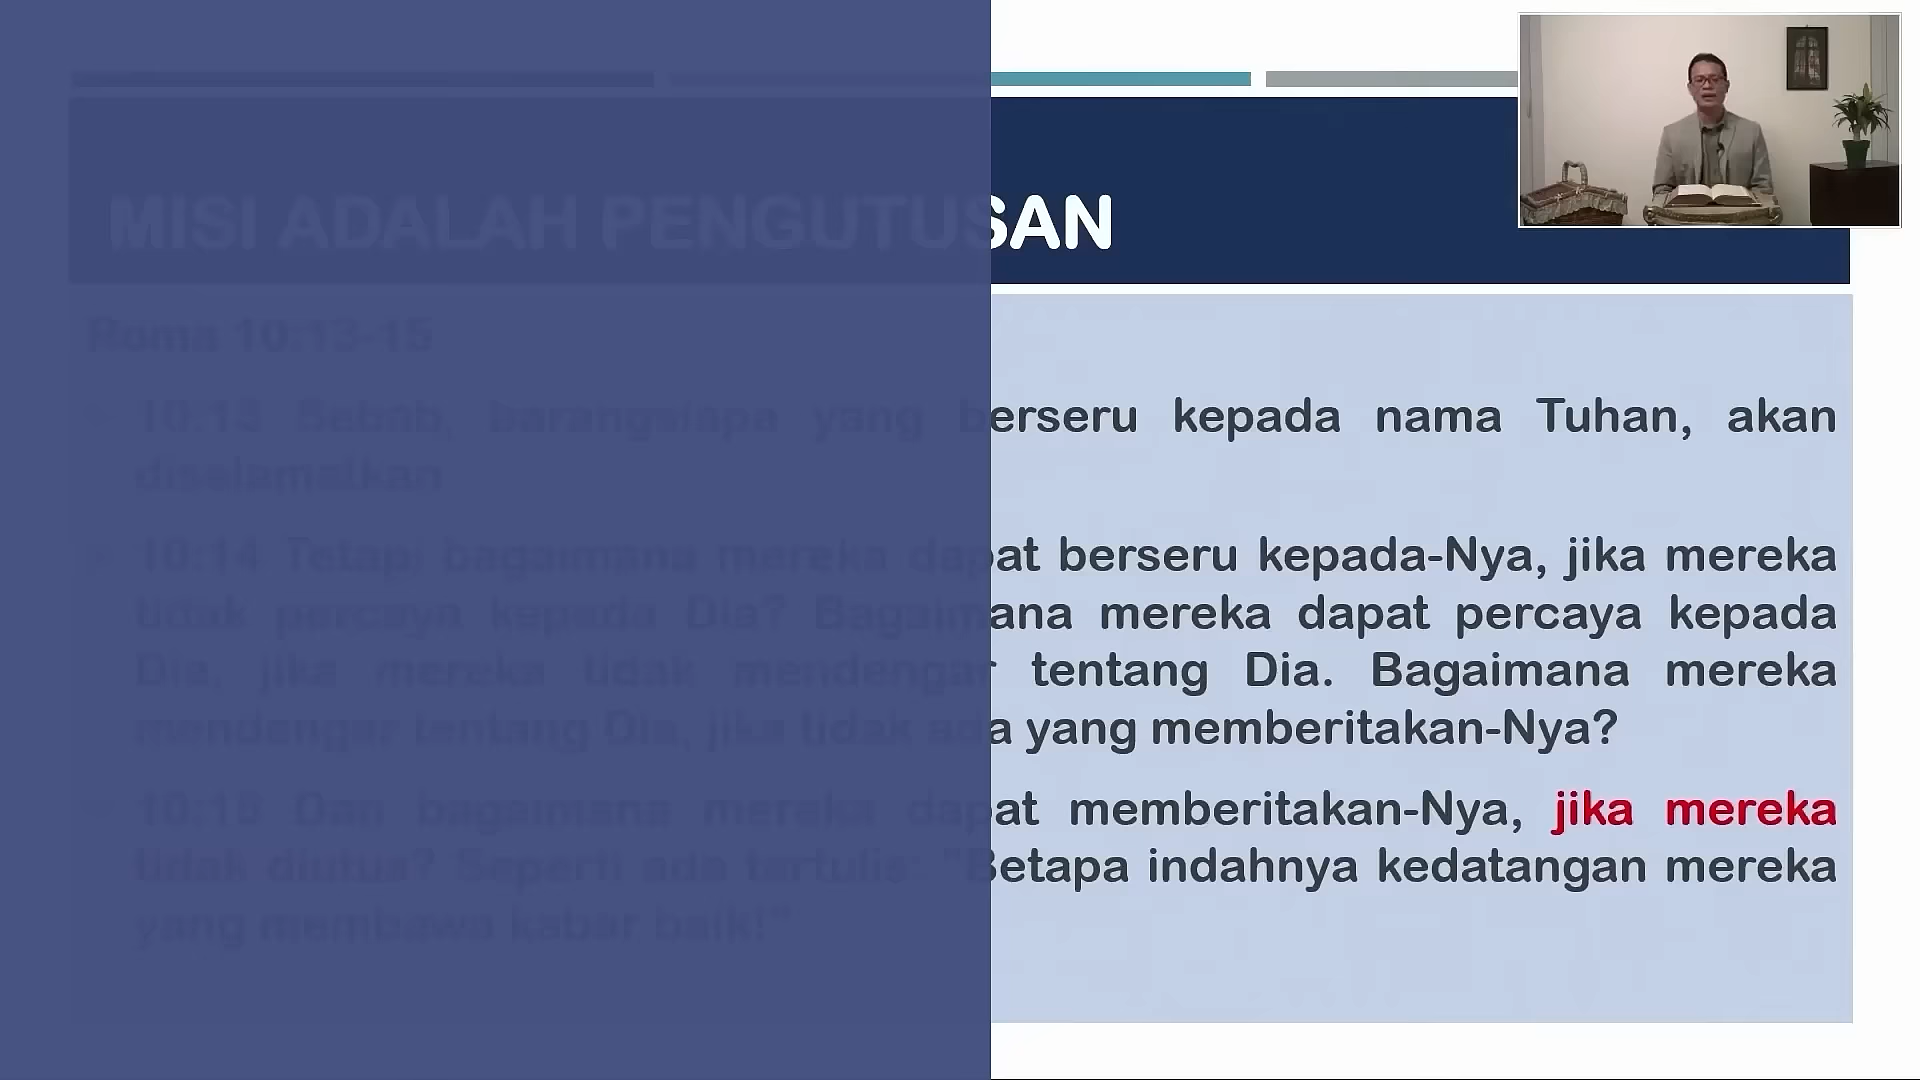 MISI ADALAH PENGUTUSAN
Roma 10:13-15
10:13 Sebab, barangsiapa yang berseru kepada nama Tuhan, akan
diselamatkan
10:14 Tetapi bagaimana mereka dapat berseru kepada-Nya, jika mereka
tidak percaya kepada Dia? Bagaimana mereka dapat percaya kepada
Dia, jika mereka tidak mendengar tentang Dia. Bagaimana mereka
mendengar tentang Dia, jika tidak ada yang memberitakan-Nya?
Dan bagaimana mereka dapat memberitakan-Nya, jika mereka
tidak diutus? Seperti ada tertulis: "Betapa indahnya kedatangan mereka
yang membawa kabar baik!"